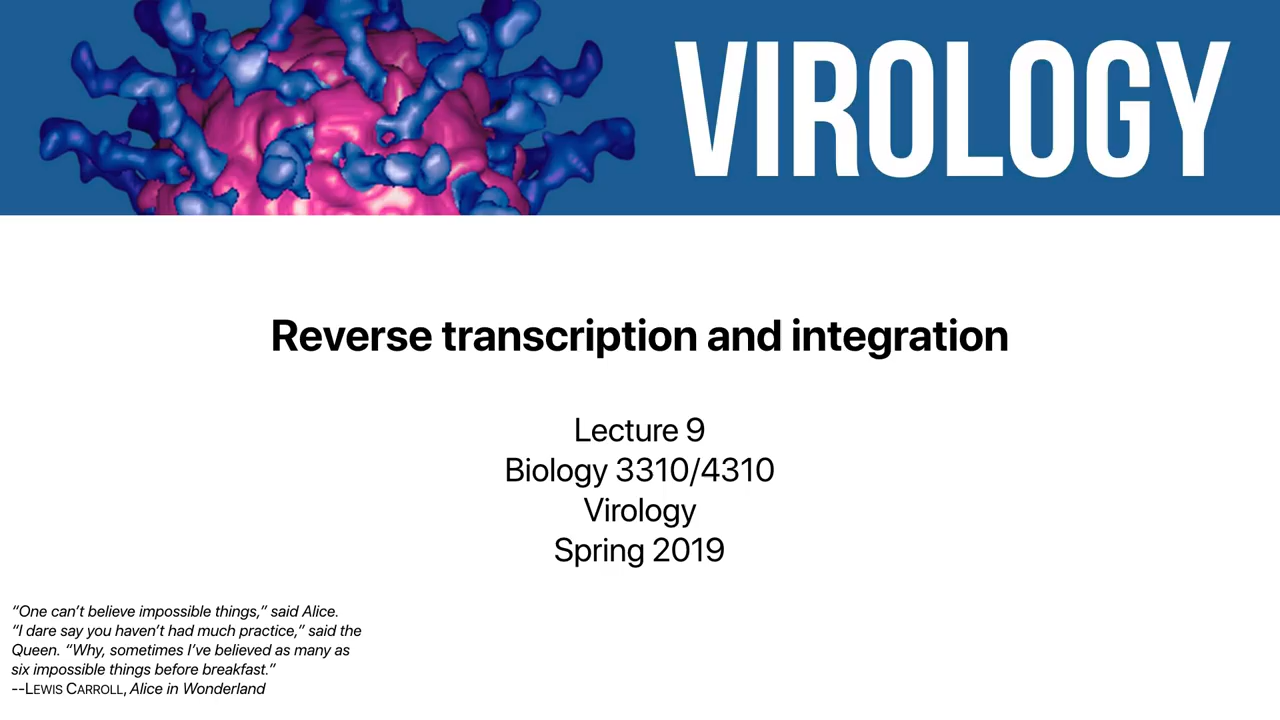 VIROLOGY
Reverse transcription and integration
Lecture 9
Biology 3310/4310
Virology
Spring 2019
“One can’t believe impossible things,” said Alice.
“I dare say you haven’t had much practice,” said the
Queen. “Why, sometimes I’ve believed as many as
six impossible things before breakfast.”
--LEWIS CARROLL, Alice in Wonderland